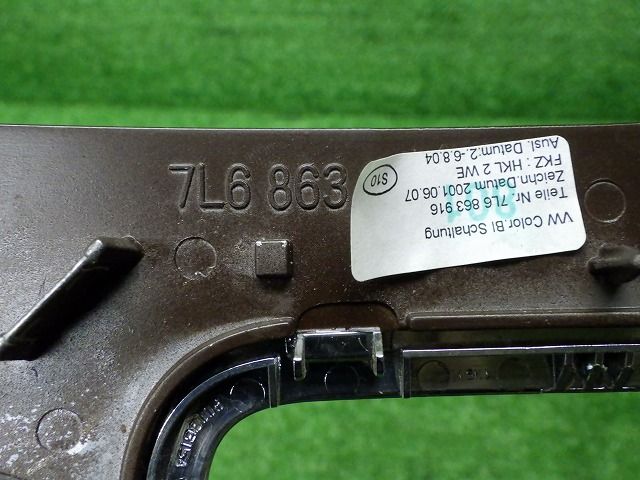 7L6 863
VW Color.Bl Schaltung
Teile Nr. 7L6 863 916
Zeichn.Datum 2001.06.07
FKZ : HKL 2 WE
Ausl. Datum:2.-6.8.04
S10